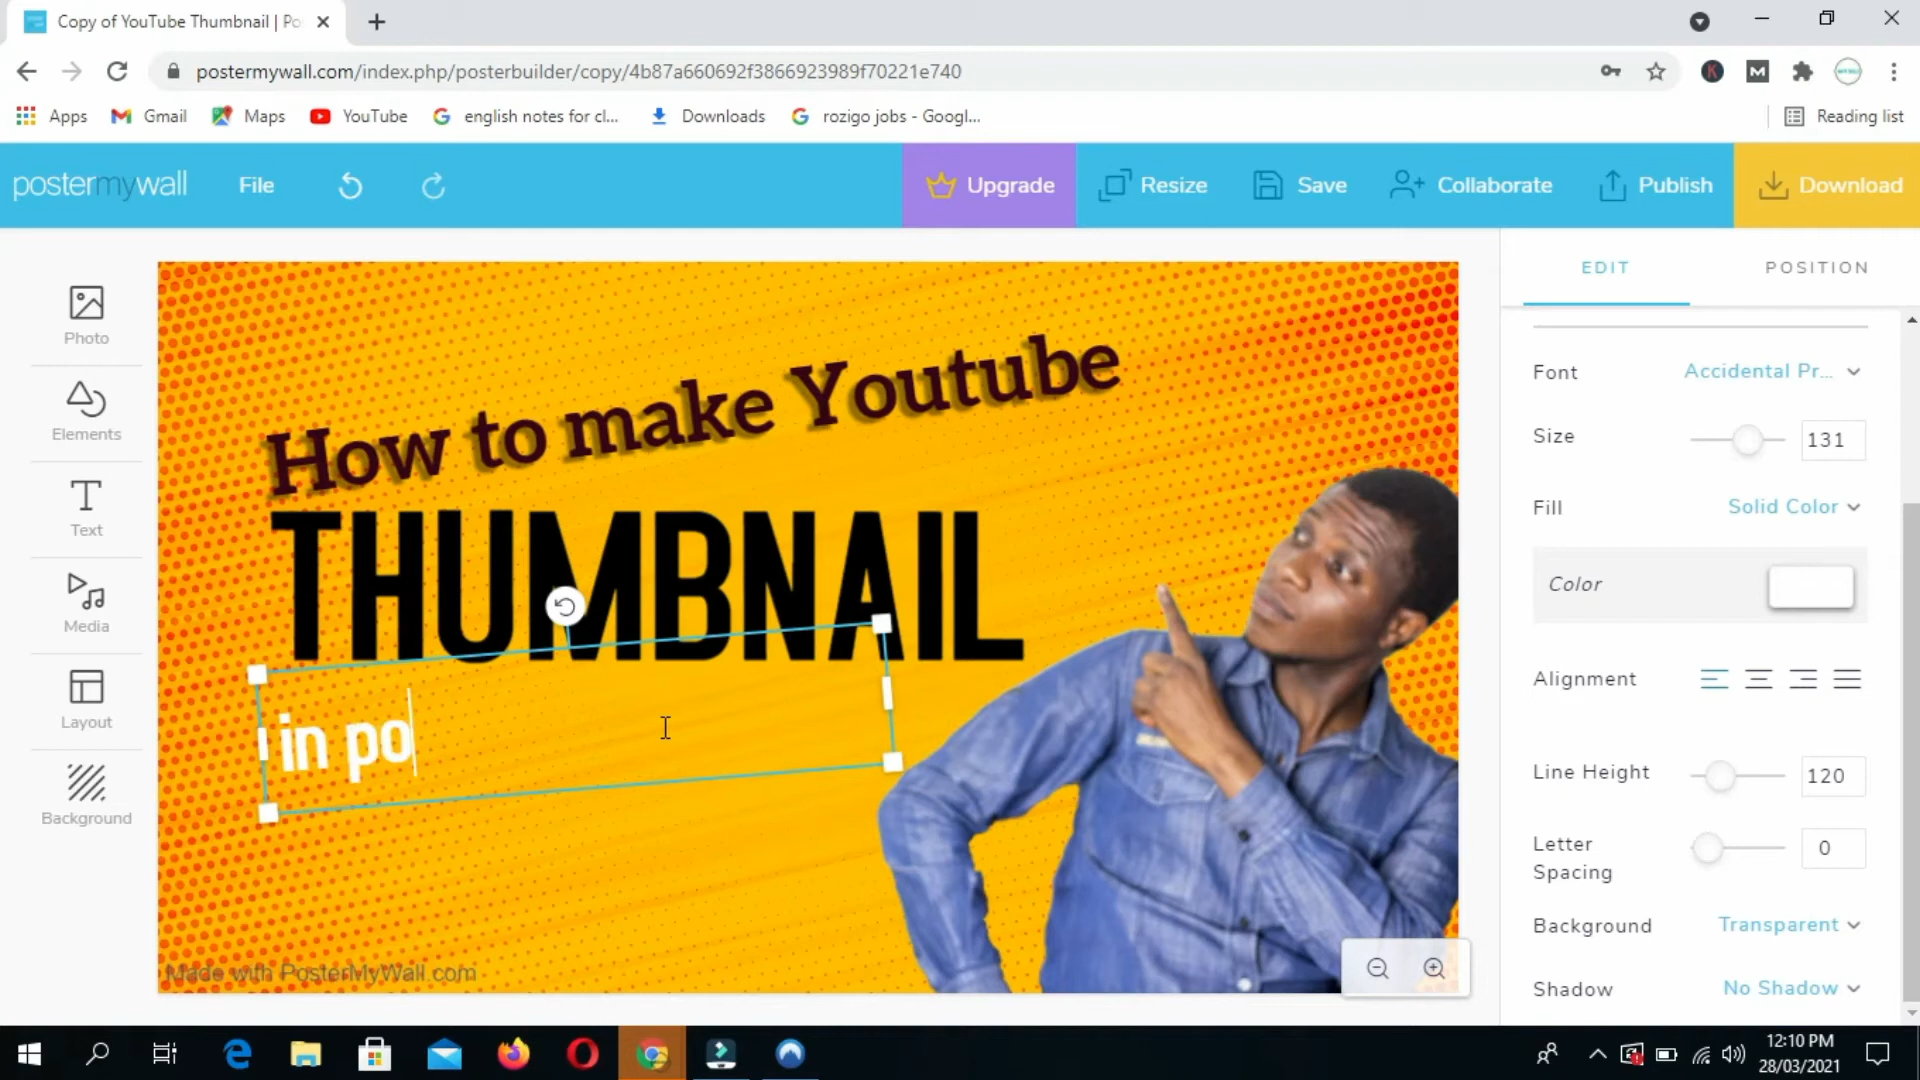 Copy of YouTube Thumbnail | Po
postermywall.com/index.php/posterbuilder/copy/4b87a660692f3866923989f70221e740
K
M
Apps
Gmail
Maps
YouTube
english notes for cl...
Downloads
rozigo jobs - Googl...
Reading list
postermywall
File
Upgrade
Resize
Save
Collaborate
Publish
Download
Photo
Elements
Text
Media
Layout
Background
How to make Youtube
THUMBNAIL
in po
Made with PosterMyWall.com
EDIT
POSITION
Font
Accidental Pr...
Size
131
Fill
Solid Color
Color
Alignment
Line Height
120
Letter
Spacing
0
Background
Transparent
Shadow
No Shadow
12:10 PM
28/03/2021